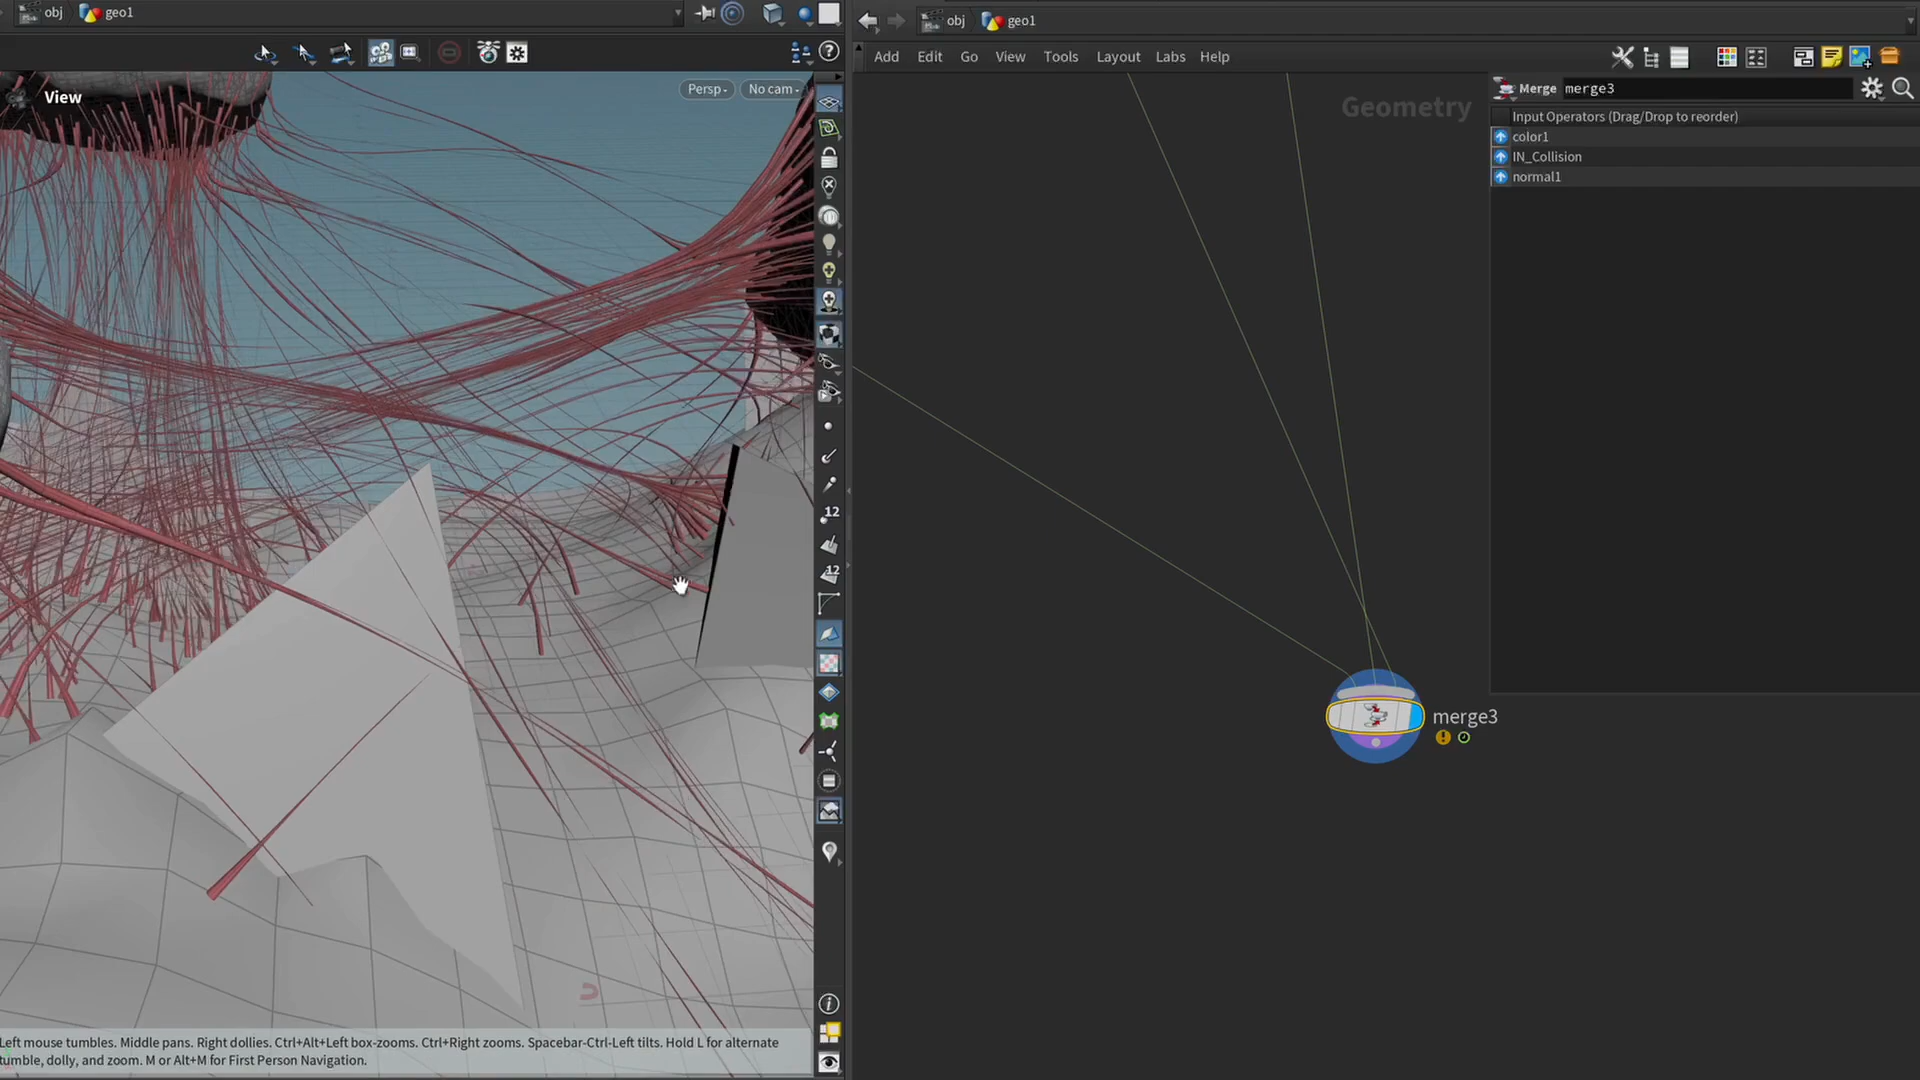 obj
geo1
View
Persp
No cam
12
12
Left mouse tumbles. Middle pans. Right dollies. Ctrl+Alt+Left box-zooms. Ctrl+Right zooms. Spacebar-Ctrl-Left tilts. Hold L for alternate
tumble, dolly, and zoom. M or Alt+M for First Person Navigation.
obj
geo1
Add
Edit
Go
View
Tools
Layout
Labs
Help
Geometry
merge3
Merge
merge3
Input Operators (Drag/Drop to reorder)
color1
IN_Collision
normal1